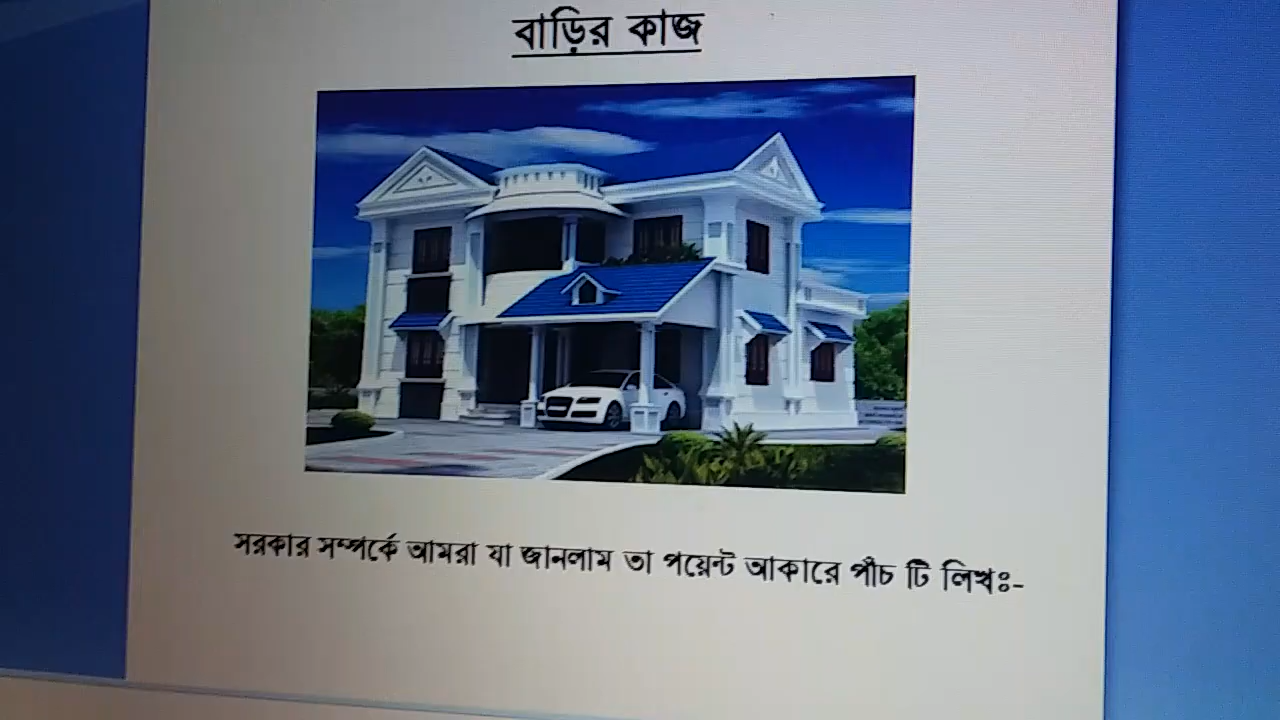 বাড়ির কাজ
সরকার সম্পর্কে আমরা যা জানলাম তা পয়েন্ট আকারে পাঁচ টি লিখঃ-